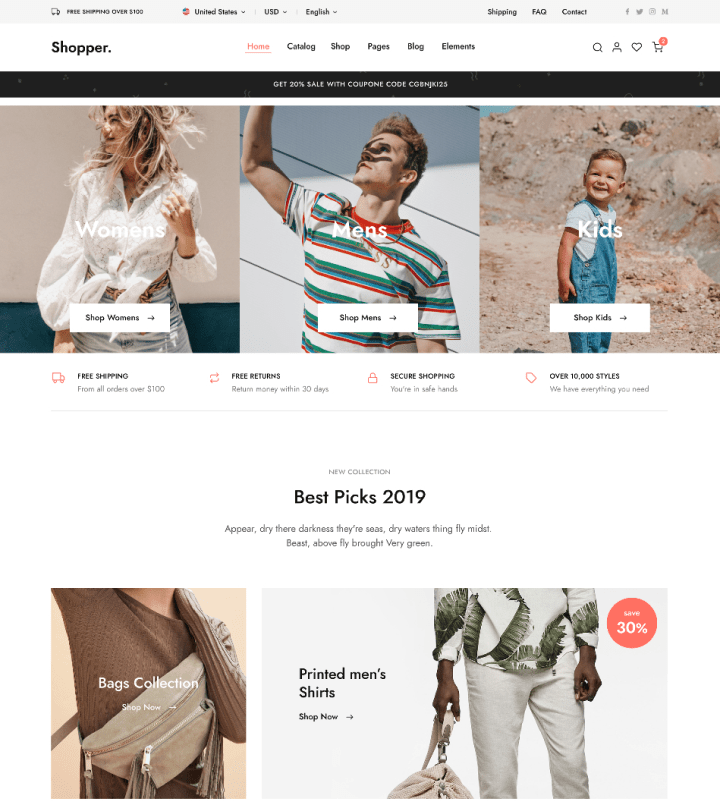 FREE SHIPPING OVER $100
United States
USD
English
Shipping
FAQ
Contact
Shopper.
Home
Catalog
Shop
Pages
Blog
Elements
2
GET 20% SALE WITH COUPONE CODE CG8NJKI25
Womens
Mens
Kids
Shop Womens →
Shop Mens →
Shop Kids →
FREE SHIPPING
From all orders over $100
FREE RETURNS
Return money within 30 days
SECURE SHOPPING
You're in safe hands
OVER 10,000 STYLES
We have everything you need
NEW COLLECTION
Best Picks 2019
Appear, dry there darkness they're seas, dry waters thing fly midst.
Beast, above fly brought Very green.
Bags Collection
Shop Now →
Printed men's
Shirts
Shop Now →
save
30%